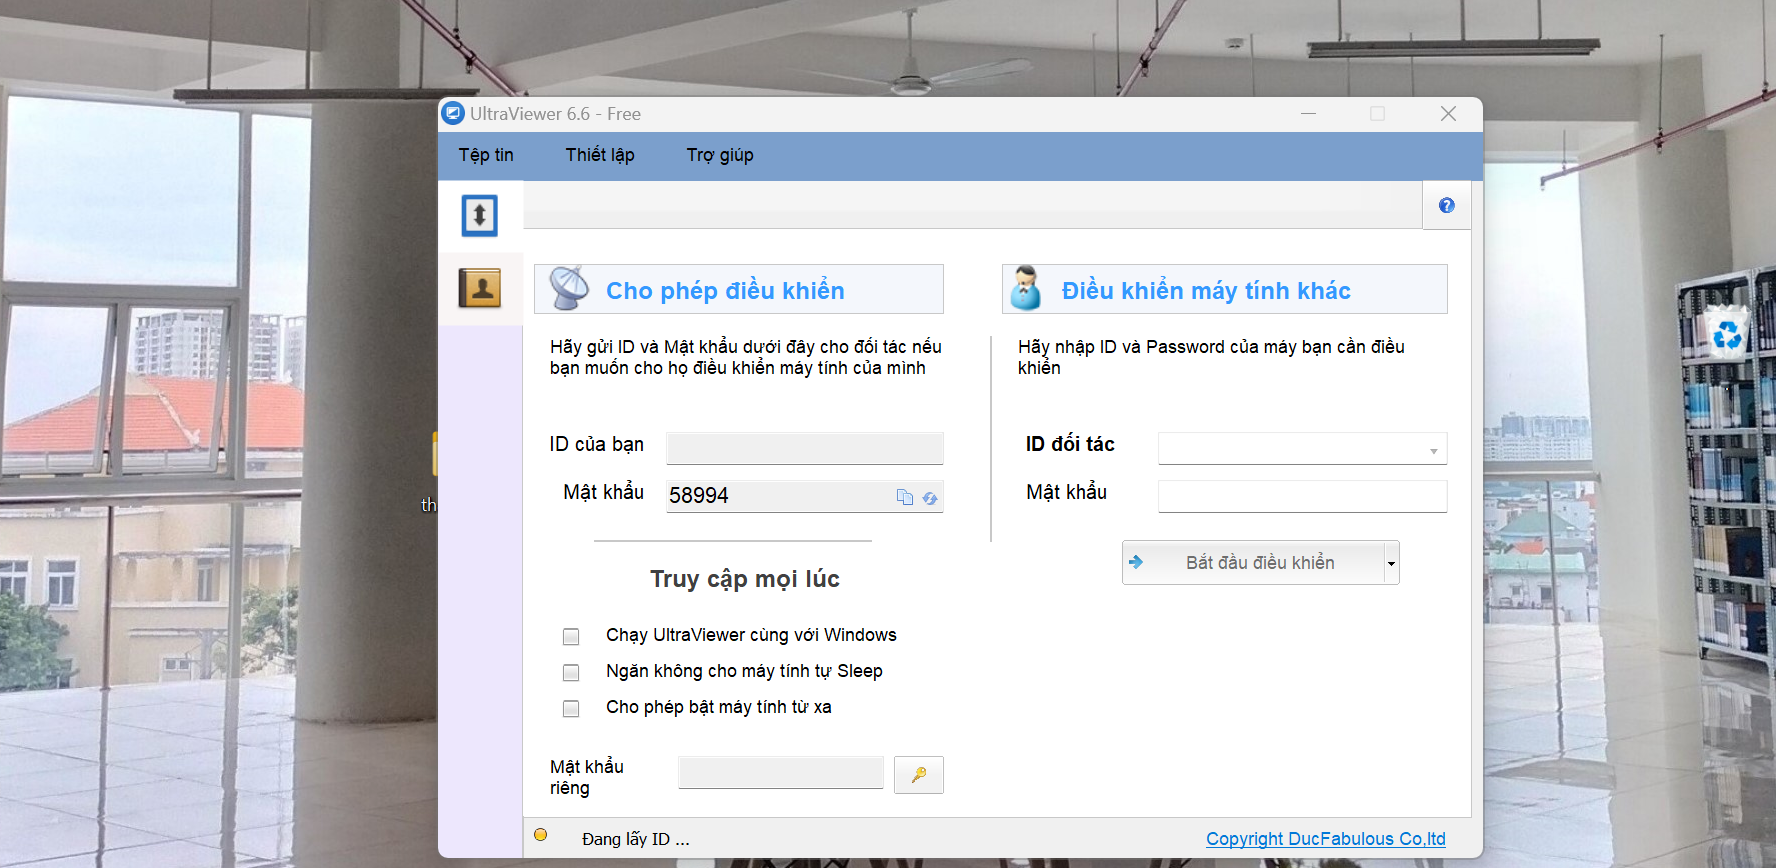 UltraViewer 6.6 - Free
Tệp tin
Thiết lập
Trợ giúp
Cho phép điều khiển
Hãy gửi ID và Mật khẩu dưới đây cho đối tác nếu
bạn muốn cho họ điều khiển máy tính của mình
ID của bạn
Mật khẩu
58994
Truy cập mọi lúc
Chạy UltraViewer cùng với Windows
Ngăn không cho máy tính tự Sleep
Cho phép bật máy tính từ xa
Mật khẩu
riêng
Điều khiển máy tính khác
Hãy nhập ID và Password của máy bạn cần điều
khiển
ID đối tác
Mật khẩu
Bắt đầu điều khiển
th
Đang lấy ID ...
Copyright DucFabulous Co,ltd